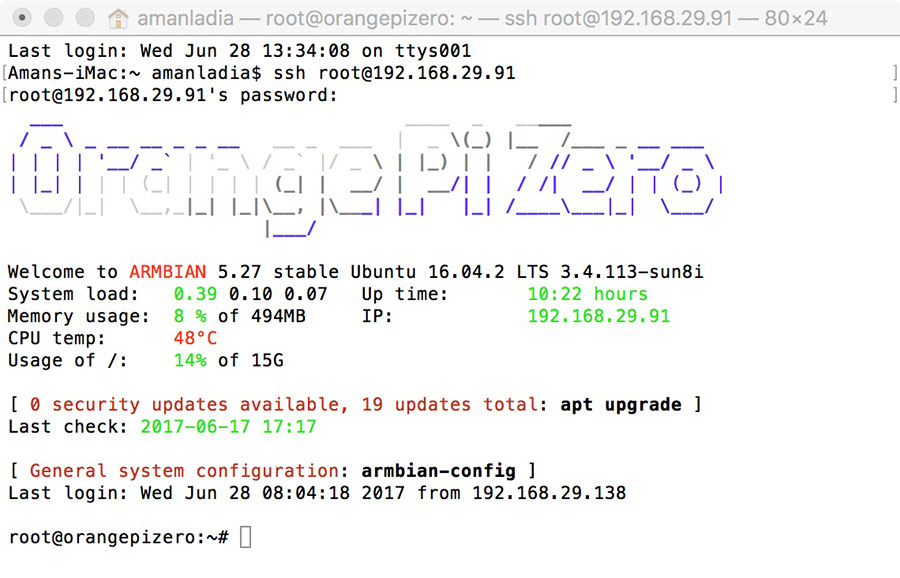 amanladia — root@orangepizero: ~ — ssh root@192.168.29.91 — 80×24
Last login: Wed Jun 28 13:34:08 on ttys001
[Amans-iMac:~ amanladia$ ssh root@192.168.29.91 ]
[root@192.168.29.91's password: ]
Orange Pi Zero
Welcome to ARMBIAN 5.27 stable Ubuntu 16.04.2 LTS 3.4.113-sun8i
System load: 0.39 0.10 0.07 Up time: 10:22 hours
Memory usage: 8 % of 494MB IP: 192.168.29.91
CPU temp: 48°C
Usage of /: 14% of 15G
[ 0 security updates available, 19 updates total: apt upgrade ]
Last check: 2017-06-17 17:17
[ General system configuration: armbian-config ]
Last login: Wed Jun 28 08:04:18 2017 from 192.168.29.138
root@orangepizero:~#